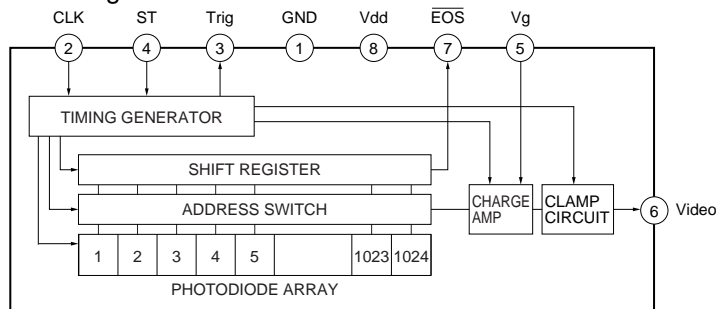 CLK ST Trig GND Vdd EOS Vg
2 4 3 1 8 7 5
TIMING GENERATOR
SHIFT REGISTER
ADDRESS SWITCH
CHARGE AMP
CLAMP CIRCUIT
6 Video
1 2 3 4 5 1023 1024
PHOTODIODE ARRAY